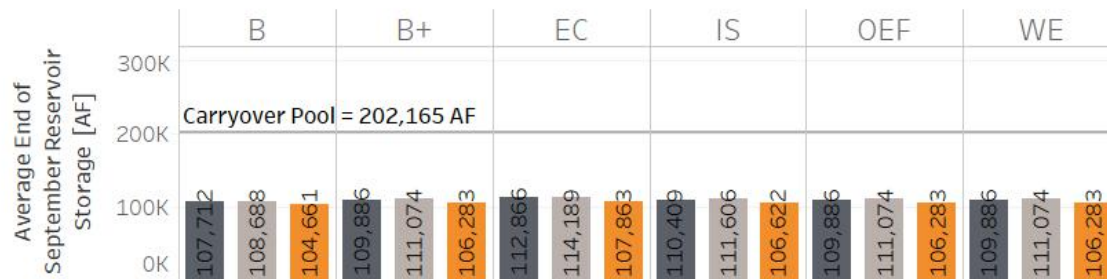 B B+ EC IS OEF WE
Average End of
September Reservoir
Storage [AF]
300K
Carryover Pool = 202,165 AF
200K
100K
0K
107,712 108,688 104,661 109,886 111,074 106,283 112,866 114,189 107,863 110,409 111,606 106,622 109,886 111,074 106,283 109,886 111,074 106,283